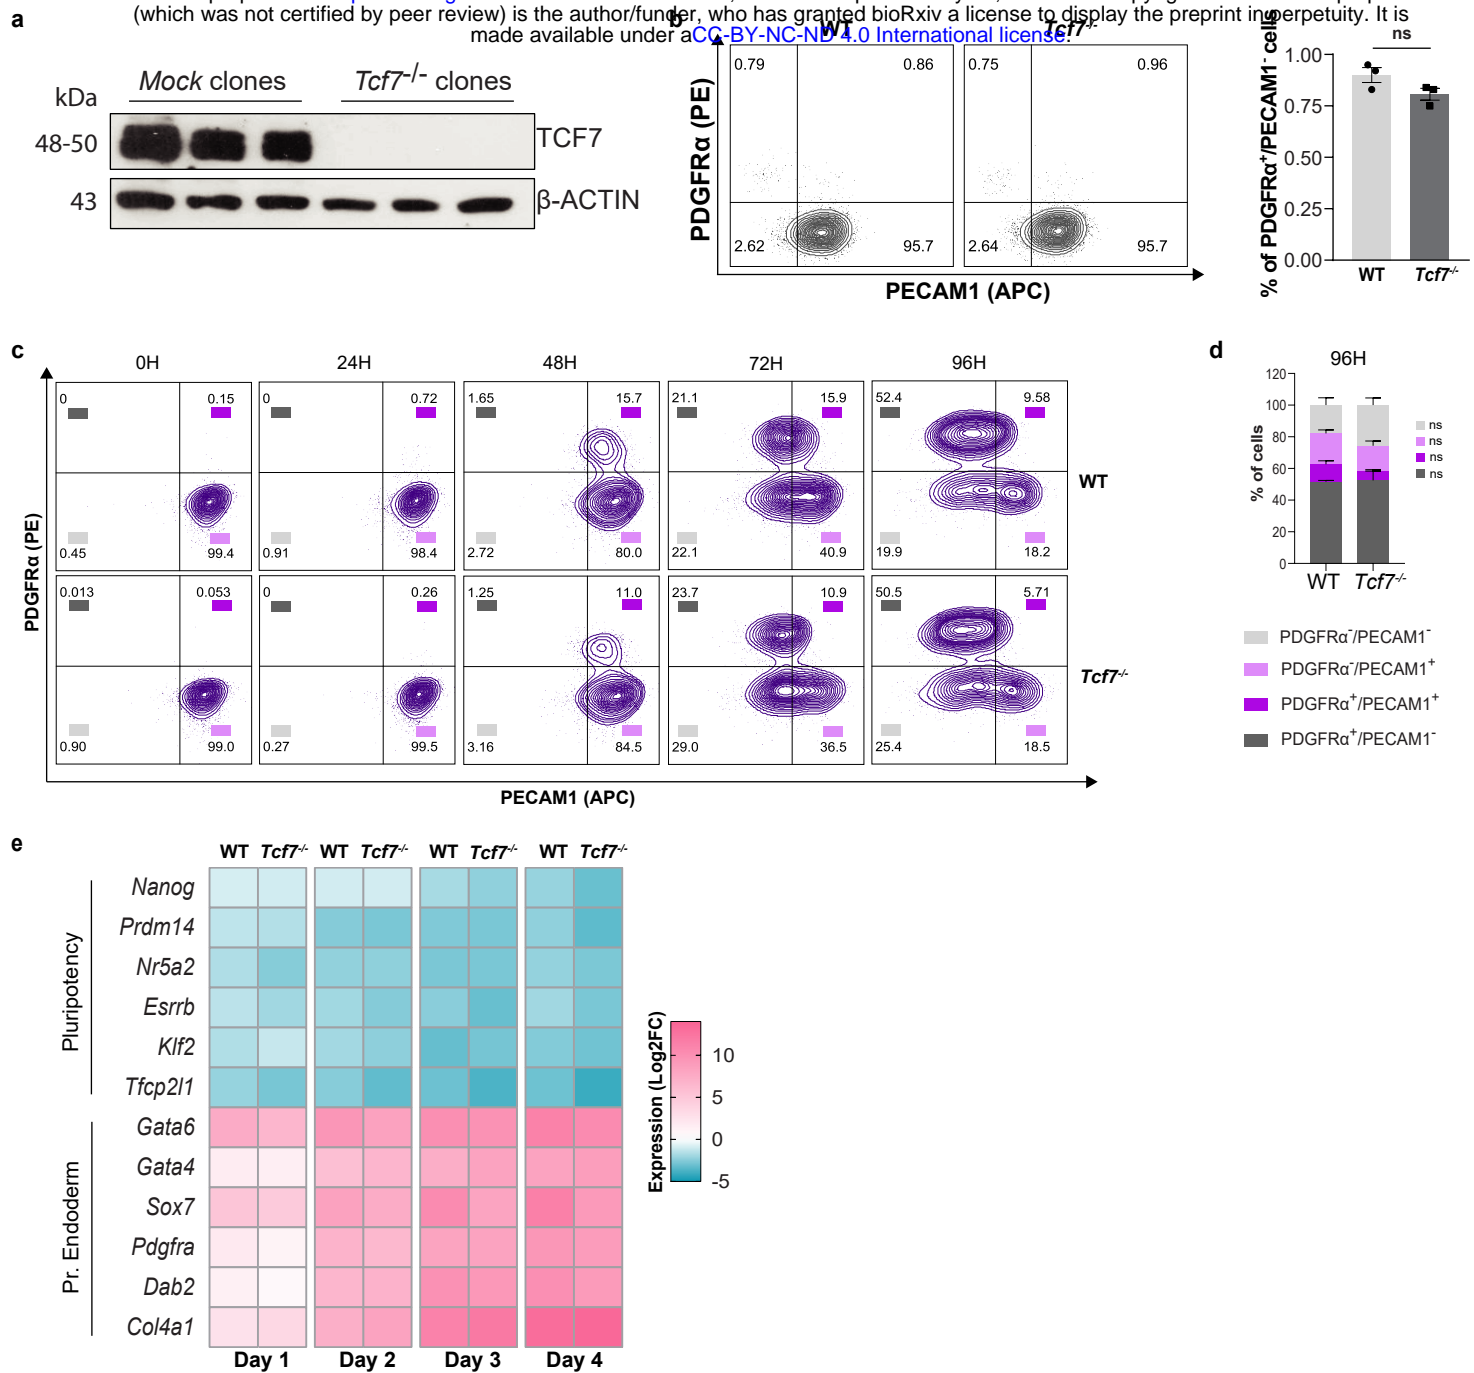 (which was not certified by peer review) is the author/funder, who has granted bioRxiv a license to display the preprint in perpetuity. It is
made available under aCC-BY-NC-ND 4.0 International license.
a
Mock clones Tcf7-/- clones
kDa
48-50 TCF7
43 β-ACTIN
b
WT Tcf7-/-
0.79 0.86 0.75 0.96
2.62 95.7 2.64 95.7
PDGFRα (PE)
PECAM1 (APC)
% of PDGFRα+/PECAM1- cells
ns
1.00
0.75
0.50
0.25
0.00
WT Tcf7-/-
c
0H 24H 48H 72H 96H
0 0.15 0 0.72 1.65 15.7 21.1 15.9 52.4 9.58
WT
0.45 99.4 0.91 98.4 2.72 80.0 22.1 40.9 19.9 18.2
0.013 0.053 0 0.26 1.25 11.0 23.7 10.9 50.5 5.71
Tcf7-/-
0.90 99.0 0.27 99.5 3.16 84.5 29.0 36.5 25.4 18.5
PDGFRα (PE)
PECAM1 (APC)
d
96H
% of cells
120
100
80
60
40
20
0
ns
ns
ns
ns
WT Tcf7-/-
PDGFRα-/PECAM1-
PDGFRα-/PECAM1+
PDGFRα+/PECAM1+
PDGFRα+/PECAM1-
e
WT Tcf7-/- WT Tcf7-/- WT Tcf7-/- WT Tcf7-/-
Pluripotency
Nanog
Prdm14
Nr5a2
Esrrb
Klf2
Tfcp2l1
Pr. Endoderm
Gata6
Gata4
Sox7
Pdgfra
Dab2
Col4a1
Day 1 Day 2 Day 3 Day 4
Expression (Log2FC)
10
5
0
-5